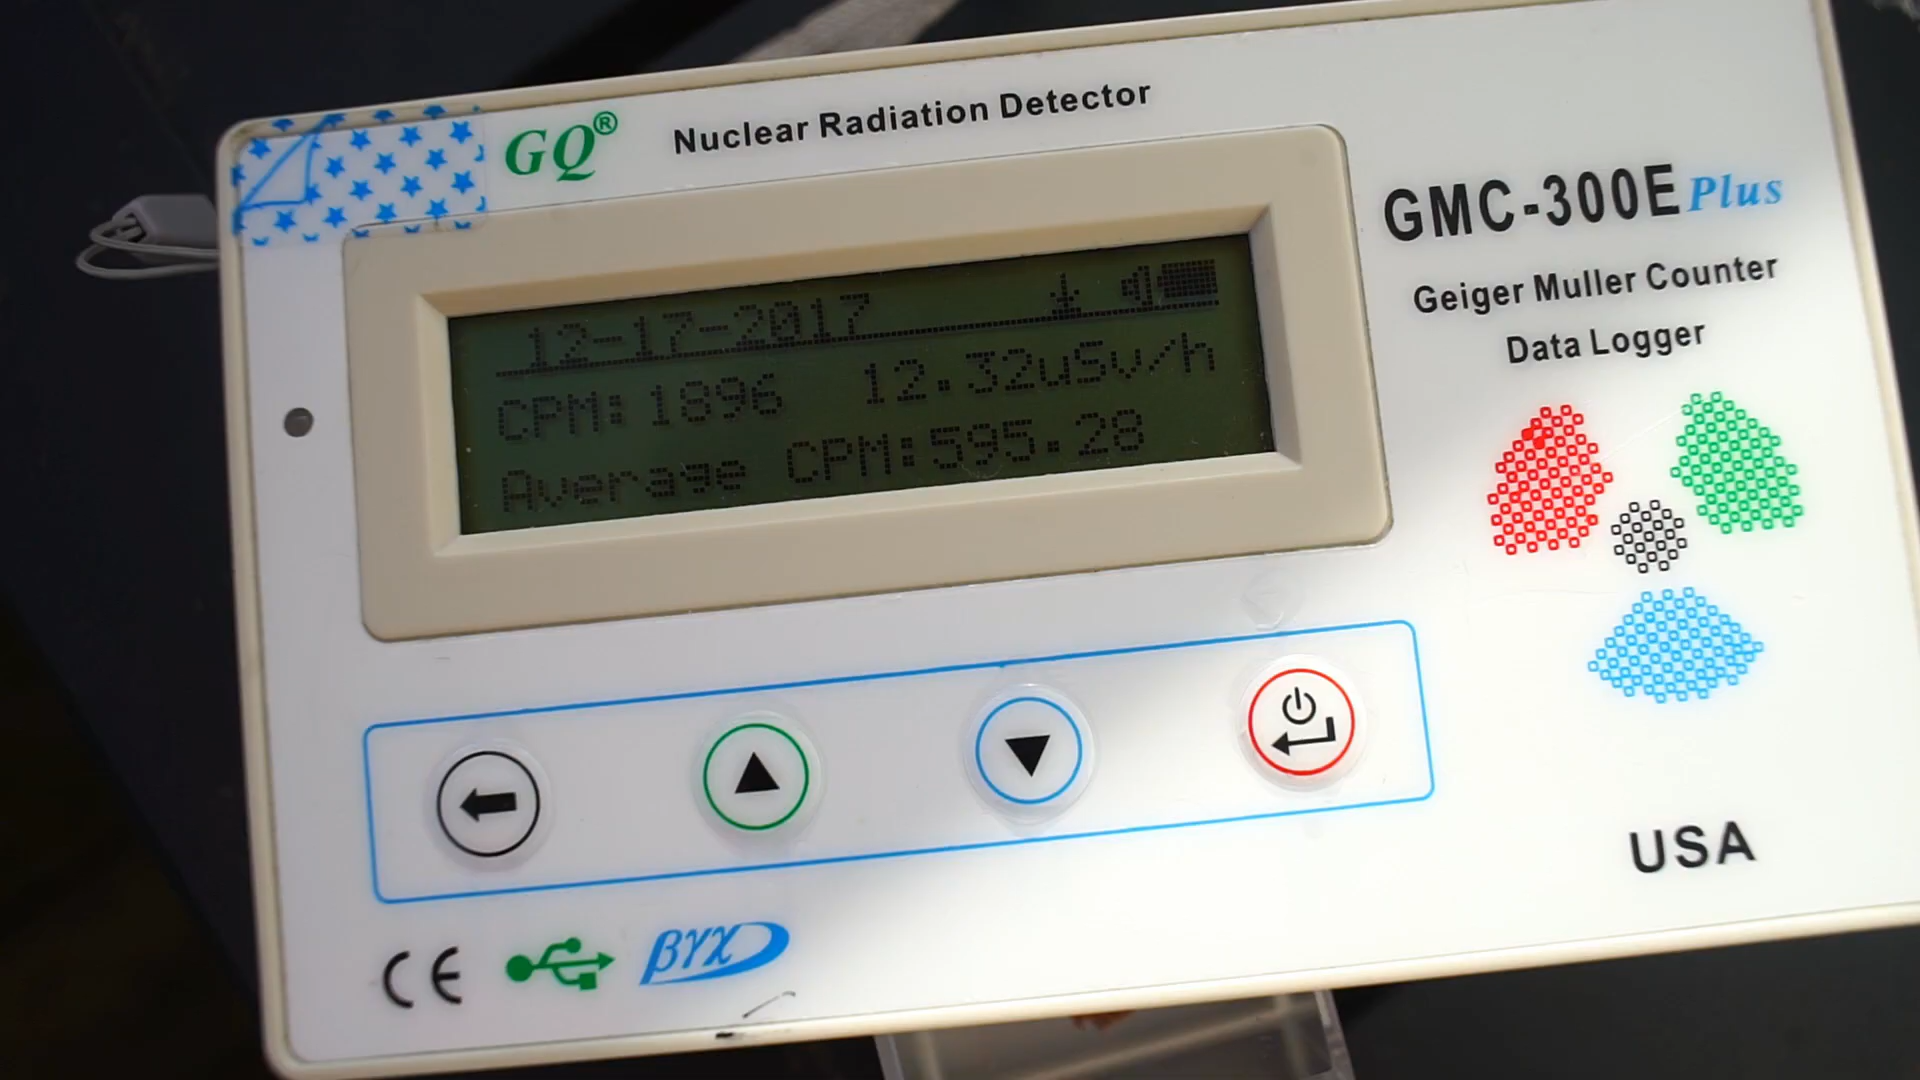 GQ®
Nuclear Radiation Detector
GMC-300E Plus
Geiger Muller Counter
Data Logger
12-17-2017
CPM:1896 12.32uSv/h
Average CPM:595.28
USA
CE
βγχ